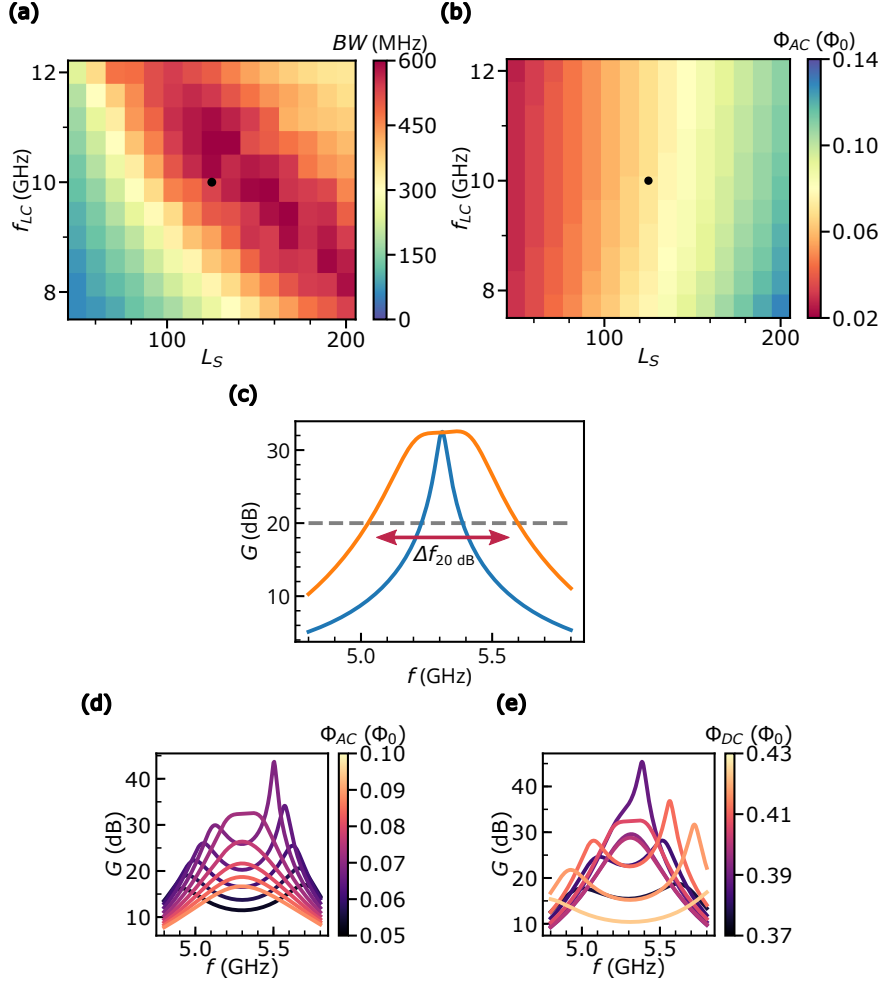 (a)
BW (MHz)
12
10
8
f_LC (GHz)
100
200
L_S
600
450
300
150
0
(b)
Φ_AC (Φ_0)
12
10
8
f_LC (GHz)
100
200
L_S
0.14
0.10
0.06
0.02
(c)
30
20
10
G (dB)
Δf_20 dB
5.0
5.5
f (GHz)
(d)
Φ_AC (Φ_0)
40
30
20
10
G (dB)
5.0
5.5
f (GHz)
0.10
0.09
0.08
0.07
0.06
0.05
(e)
Φ_DC (Φ_0)
40
30
20
10
G (dB)
5.0
5.5
f (GHz)
0.43
0.41
0.39
0.37